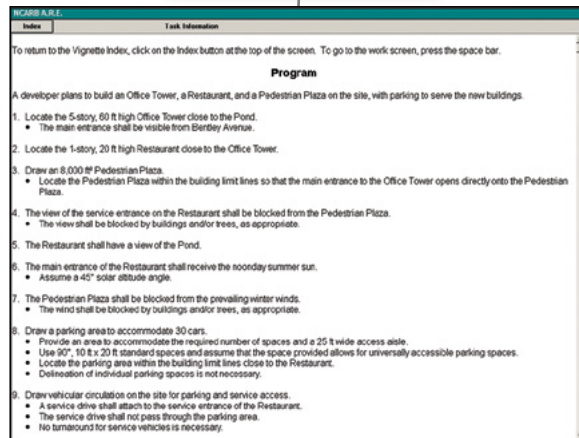 NCARB A.R.E.
Index Task Information
To return to the Vignette Index, click on the Index button at the top of the screen. To go to the work screen, press the space bar.
Program
A developer plans to build an Office Tower, a Restaurant, and a Pedestrian Plaza on the site, with parking to serve the new buildings.
1. Locate the 5-story, 60 ft high Office Tower close to the Pond.
• The main entrance shall be visible from Bentley Avenue.
2. Locate the 1-story, 20 ft high Restaurant close to the Office Tower.
3. Draw an 8,000 ft² Pedestrian Plaza.
• Locate the Pedestrian Plaza within the building limit lines so that the main entrance to the Office Tower opens directly onto the Pedestrian
Plaza.
4. The view of the service entrance on the Restaurant shall be blocked from the Pedestrian Plaza.
• The view shall be blocked by buildings and/or trees, as appropriate.
5. The Restaurant shall have a view of the Pond.
6. The main entrance of the Restaurant shall receive the noonday summer sun.
• Assume a 45° solar altitude angle.
7. The Pedestrian Plaza shall be blocked from the prevailing winter winds.
• The wind shall be blocked by buildings and/or trees, as appropriate.
8. Draw a parking area to accommodate 30 cars.
• Provide an area to accommodate the required number of spaces and a 25 ft wide access aisle.
• Use 90°, 10 ft x 20 ft standard spaces and assume that the space provided allows for universally accessible parking spaces.
• Locate the parking area within the building limit lines close to the Restaurant.
• Delineation of individual parking spaces is not necessary.
9. Draw vehicular circulation on the site for parking and service access.
• A service drive shall attach to the service entrance of the Restaurant.
• The service drive shall not pass through the parking area.
• No turnaround for service vehicles is necessary.